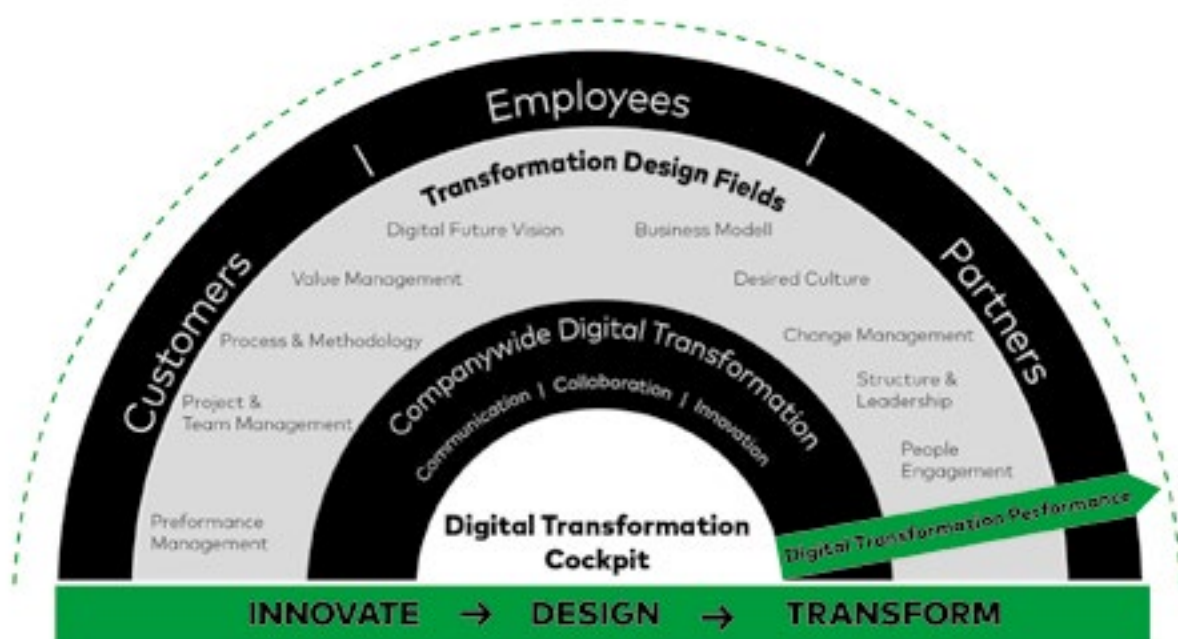 Employees
Customers
Partners
Transformation Design Fields
Digital Future Vision
Business Modell
Value Management
Desired Culture
Process & Methodology
Change Management
Project &
Team Management
Structure &
Leadership
People
Engagement
Preformance
Management
Companywide Digital Transformation
Communication | Collaboration | Innovation
Digital Transformation
Cockpit
Digital Transformation Performance
INNOVATE → DESIGN → TRANSFORM